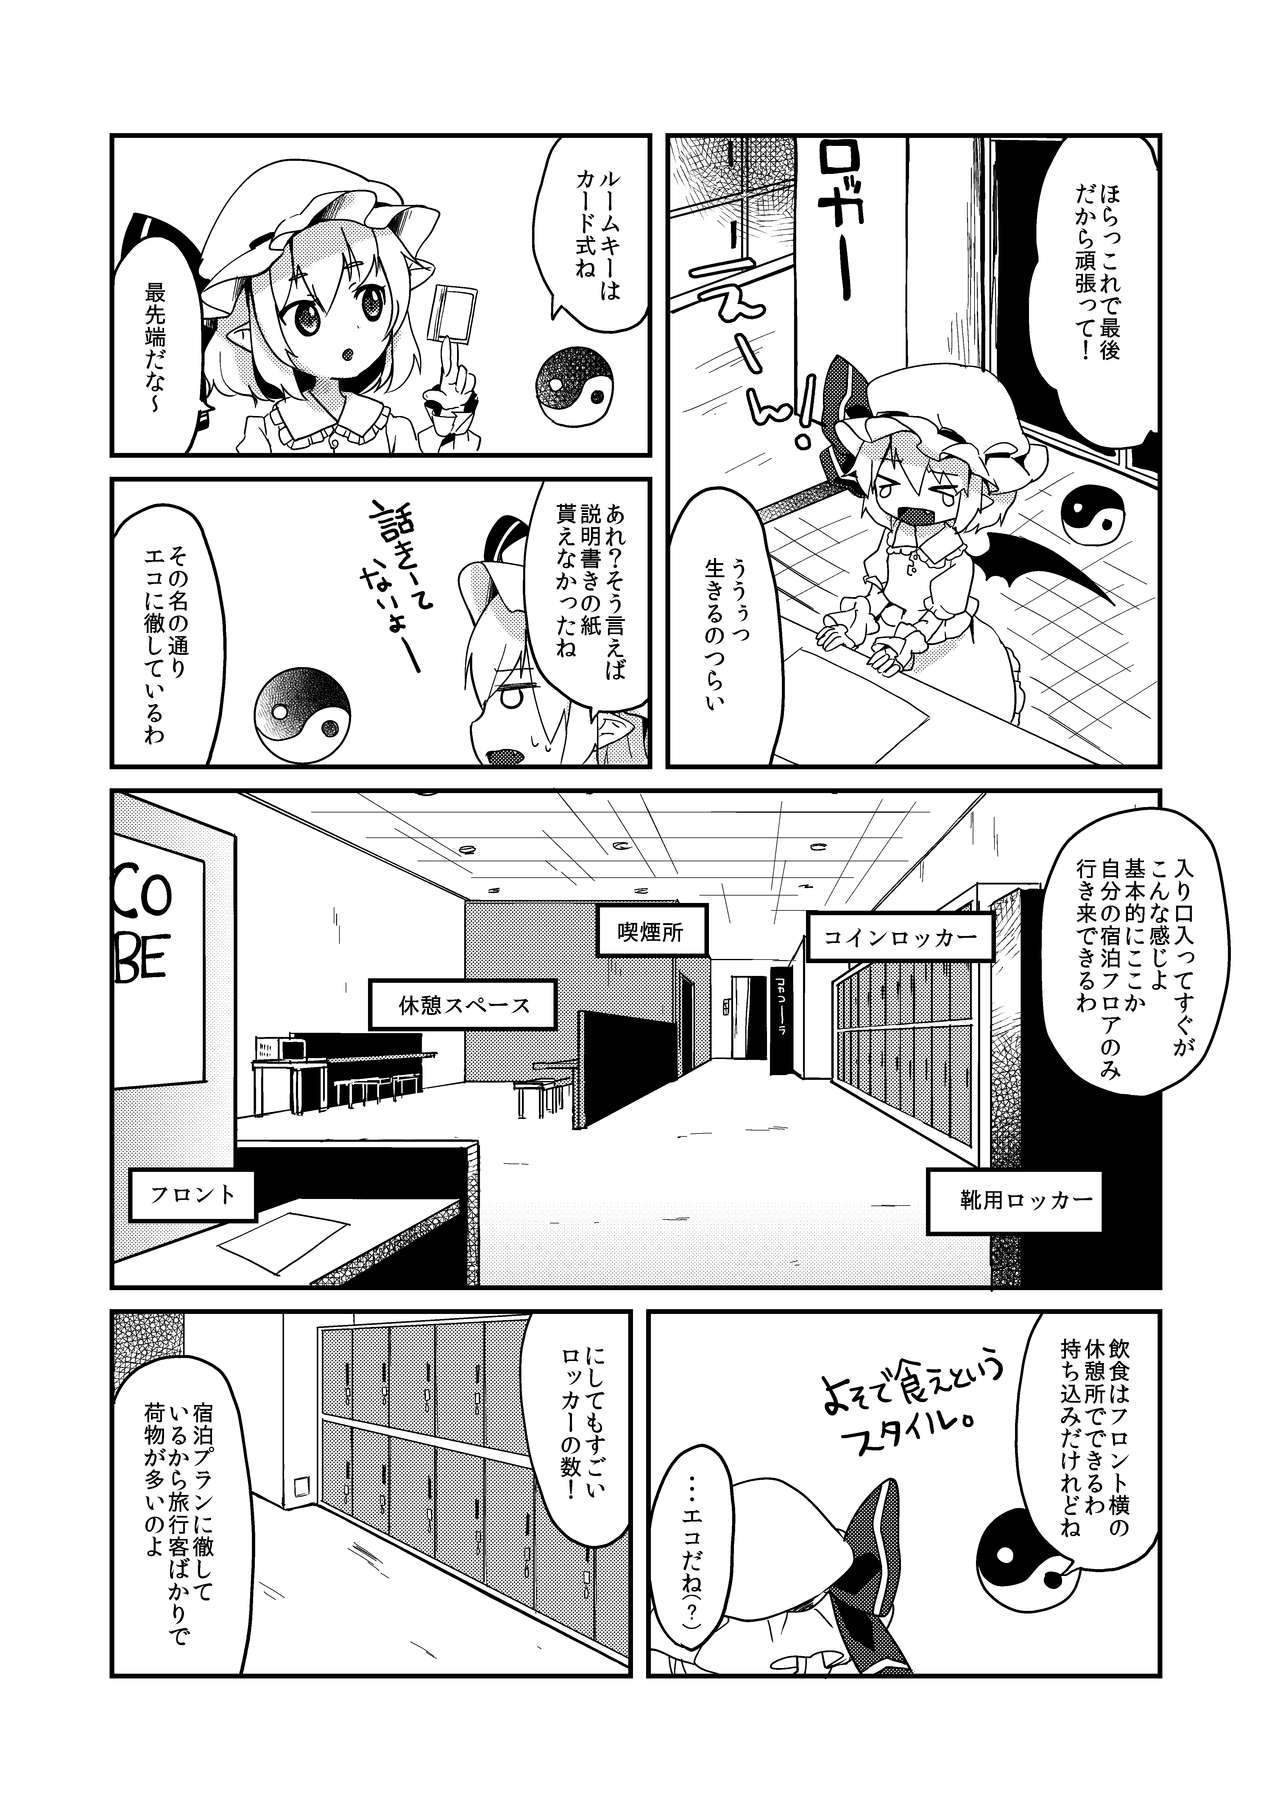 ほらっこれで最後
だから頑張って！
ロガー
スーーーん！
うううっ
生きるのつらい
ルームキーは
カード式ね
最先端だな～
あれ？そう言えば
説明書きの紙
貰えなかったね
話きーて
ないよー
その名の通り
エコに徹しているわ
入り口入ってすぐが
こんな感じよ
基本的にここか
自分の宿泊フロアのみ
行き来できるわ
コインロッカー
喫煙所
休憩スペース
CO
BE
フロント
靴用ロッカー
飲食はフロント横の
休憩所でできるわ
持ち込みだけれどね
よそで食えという
スタイル。
・・・エコだね（？）
にしてもすごい
ロッカーの数！
宿泊プランに徹して
いるから旅行客ばかりで
荷物が多いのよ